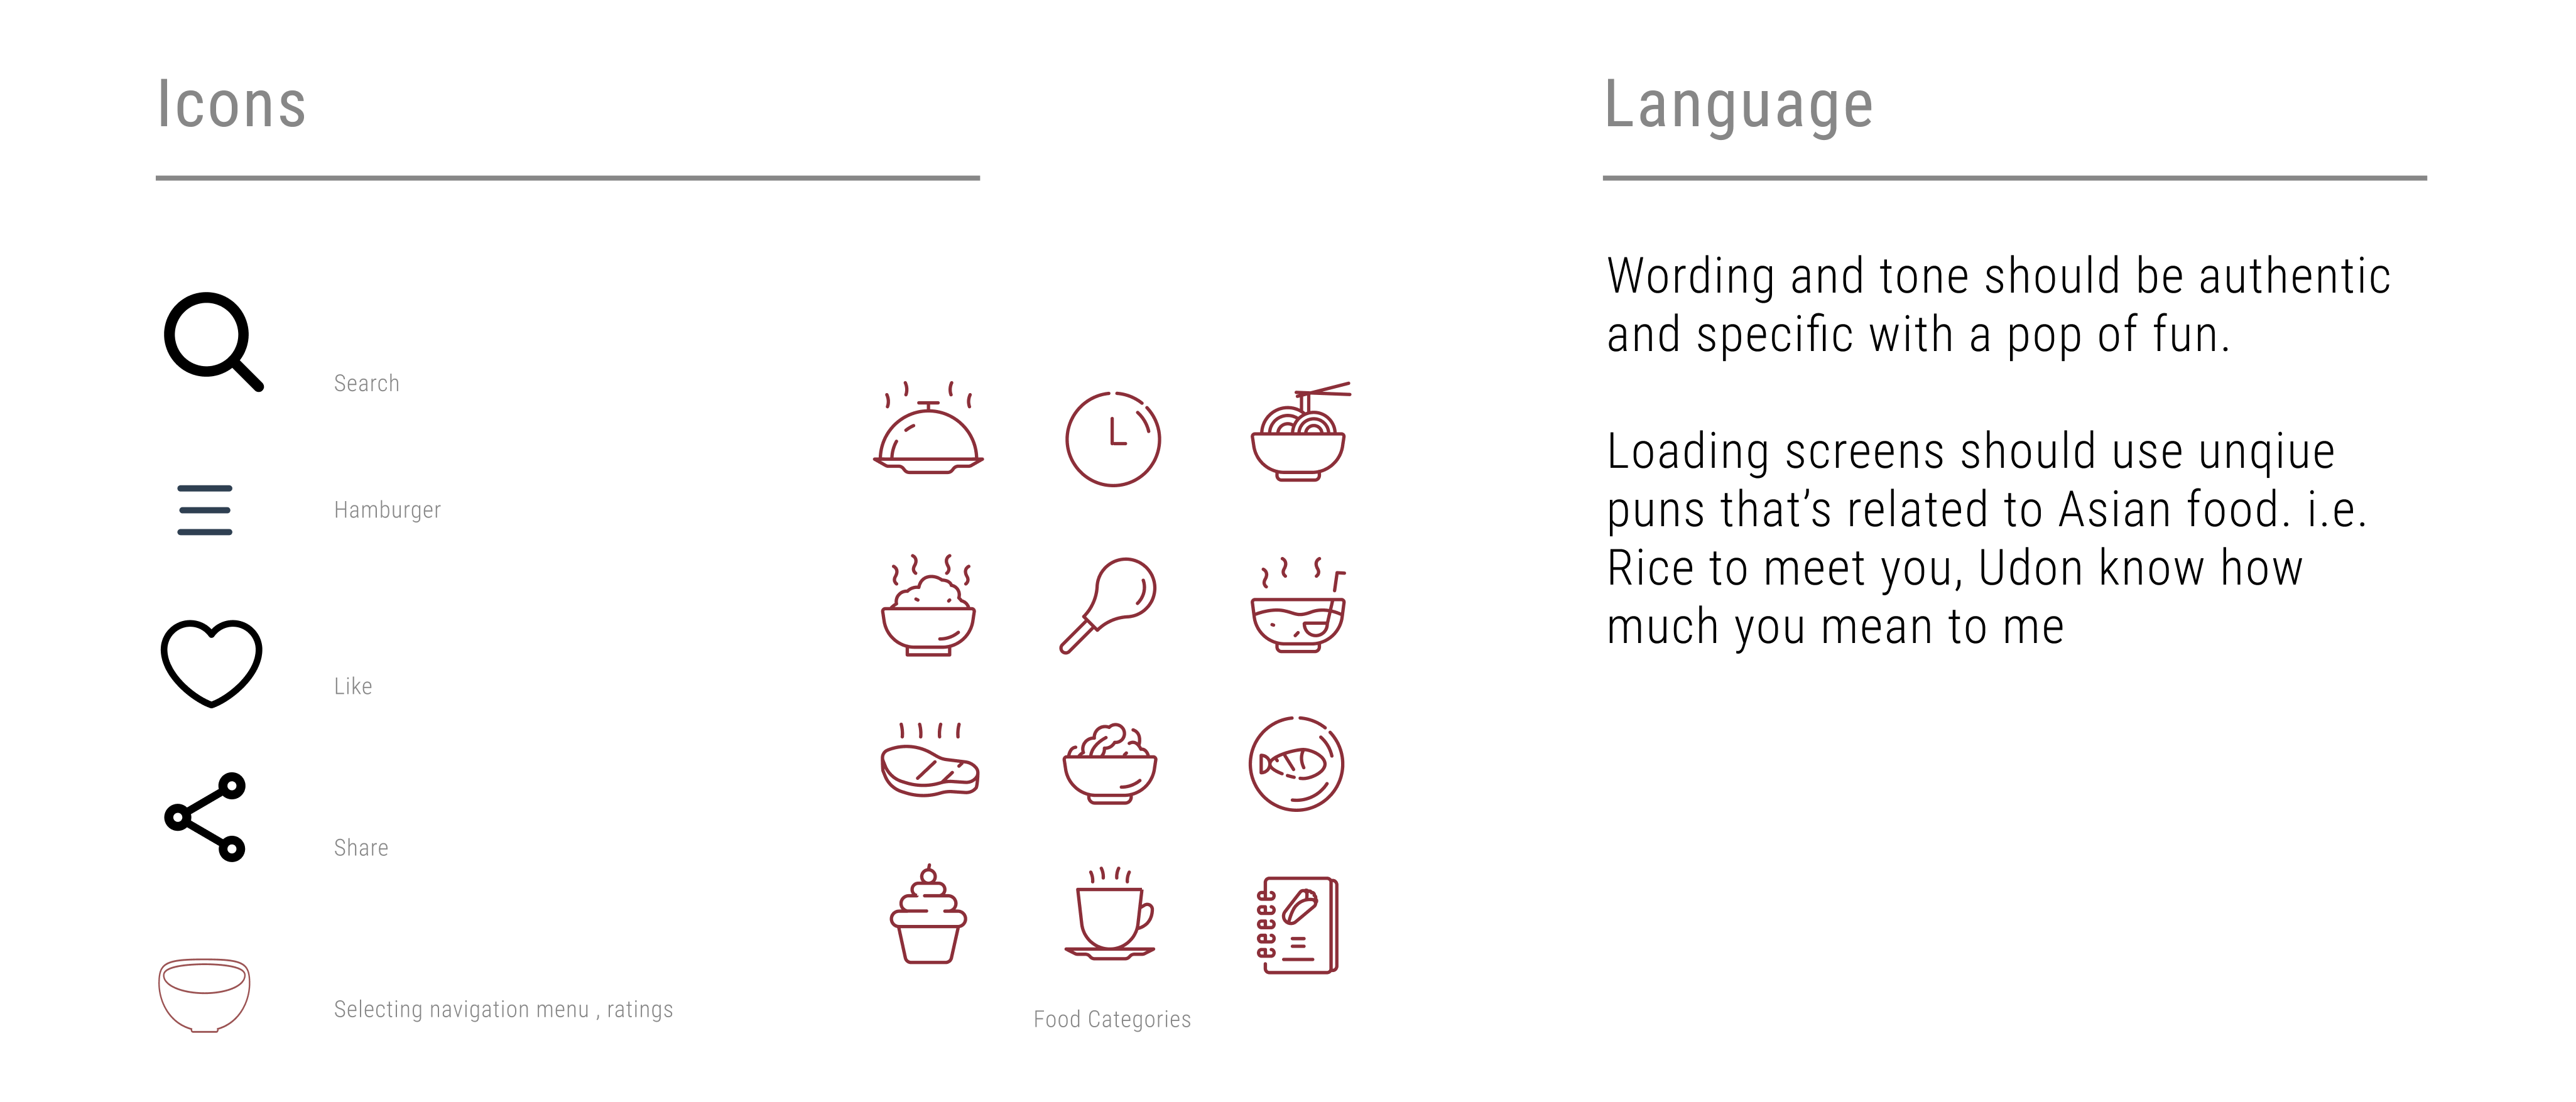 Icons
Search
Hamburger
Like
Share
Selecting navigation menu , ratings
Food Categories
Language
Wording and tone should be authentic
and specific with a pop of fun.
Loading screens should use unqiue
puns that’s related to Asian food. i.e.
Rice to meet you, Udon know how
much you mean to me